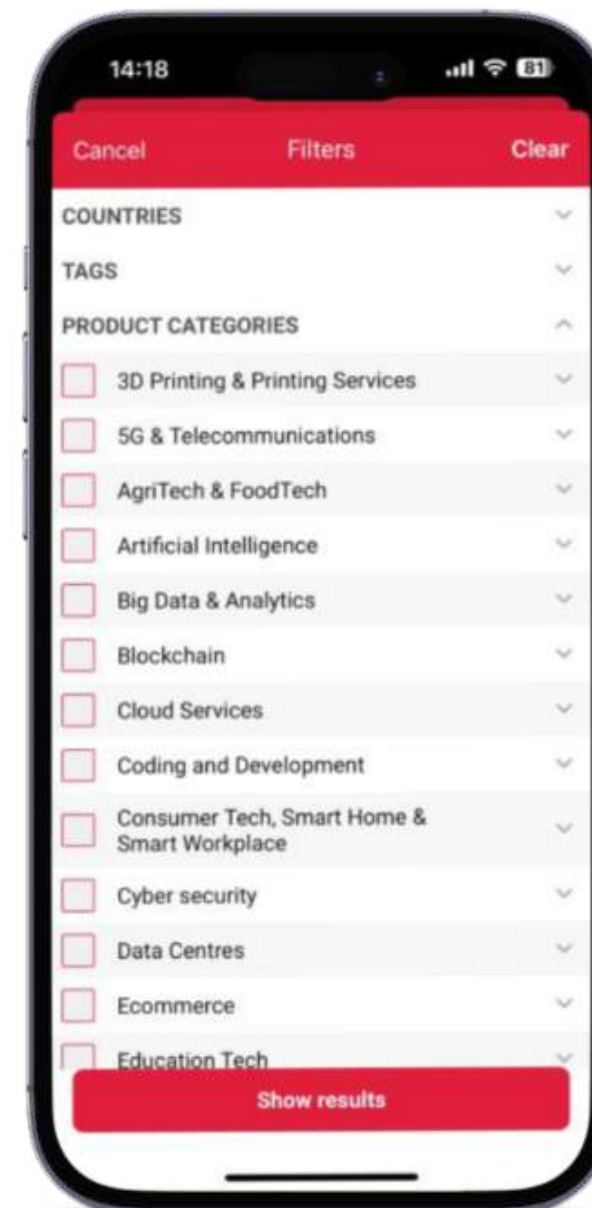 14:18
81
Cancel Filters Clear
COUNTRIES
TAGS
PRODUCT CATEGORIES
3D Printing & Printing Services
5G & Telecommunications
AgriTech & FoodTech
Artificial Intelligence
Big Data & Analytics
Blockchain
Cloud Services
Coding and Development
Consumer Tech, Smart Home &
Smart Workplace
Cyber security
Data Centres
Ecommerce
Education Tech
Show results